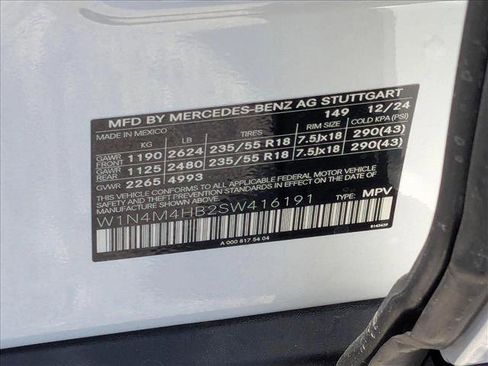 MFD BY MERCEDES-BENZ AG STUTTGART
MADE IN MEXICO 149 12/24
KG LB TIRES RIM SIZE COLD KPA(PSI)
GAWR FRONT 1190 2624 235/55 R18 7.5Jx18 290(43)
GAWR REAR 1125 2480 235/55 R18 7.5Jx18 290(43)
GVWR 2265 4993
THIS VEHICLE CONFORMS TO ALL APPLICABLE U.S. FEDERAL MOTOR VEHICLE
SAFETY AND THEFT PREVENTION STANDARDS IN EFFECT ON THE DATE OF
MANUFACTURE SHOWN ABOVE.
W1N4M4HB2SW416191 TYPE: MPV
A 000 817 54 04